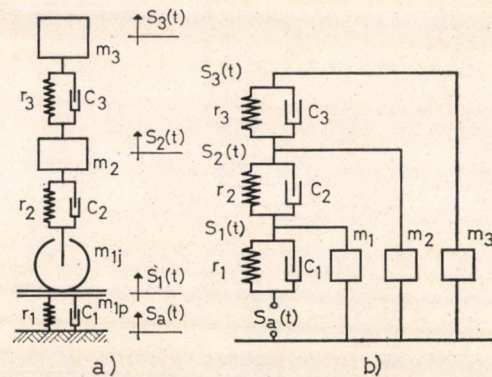 S₃(t)
m₃
r₃ C₃
S₂(t)
m₂
r₂ C₂
m₁ⱼ
S₁(t)
m₁ₚ
r₁ C₁
Sₐ(t)
a)
S₃(t)
r₃ C₃
S₂(t)
r₂ C₂
S₁(t)
m₁ m₂ m₃
r₁ C₁
Sₐ(t)
b)